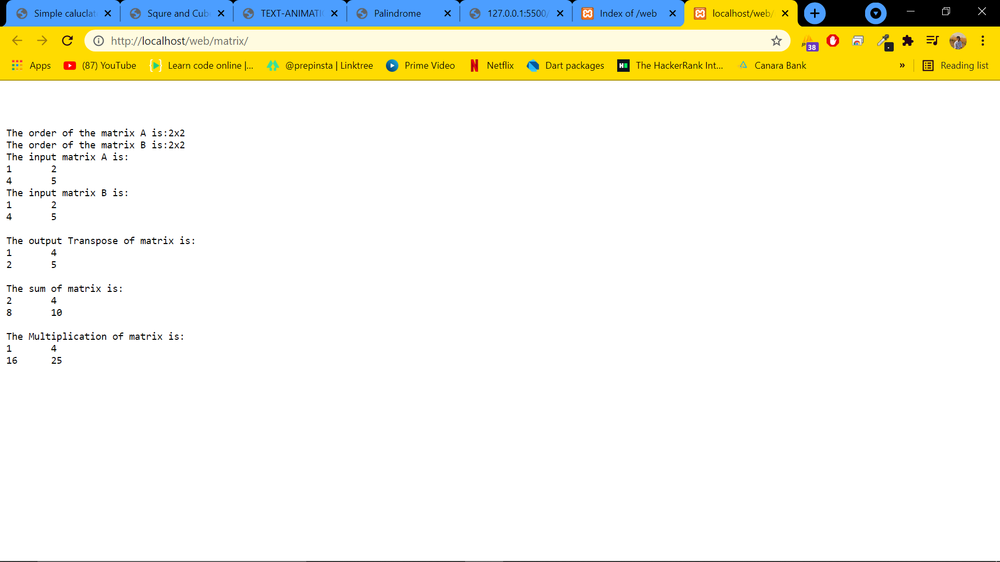 Simple caluclat Squre and Cub TEXT-ANIMATI Palindrome 127.0.0.1:5500/ Index of /web localhost/web/
http://localhost/web/matrix/ 38
Apps (87) YouTube Learn code online |... @prepinsta | Linktree Prime Video Netflix Dart packages The HackerRank Int... Canara Bank » Reading list
The order of the matrix A is:2x2
The order of the matrix B is:2x2
The input matrix A is:
1 2
4 5
The input matrix B is:
1 2
4 5
The output Transpose of matrix is:
1 4
2 5
The sum of matrix is:
2 4
8 10
The Multiplication of matrix is:
1 4
16 25